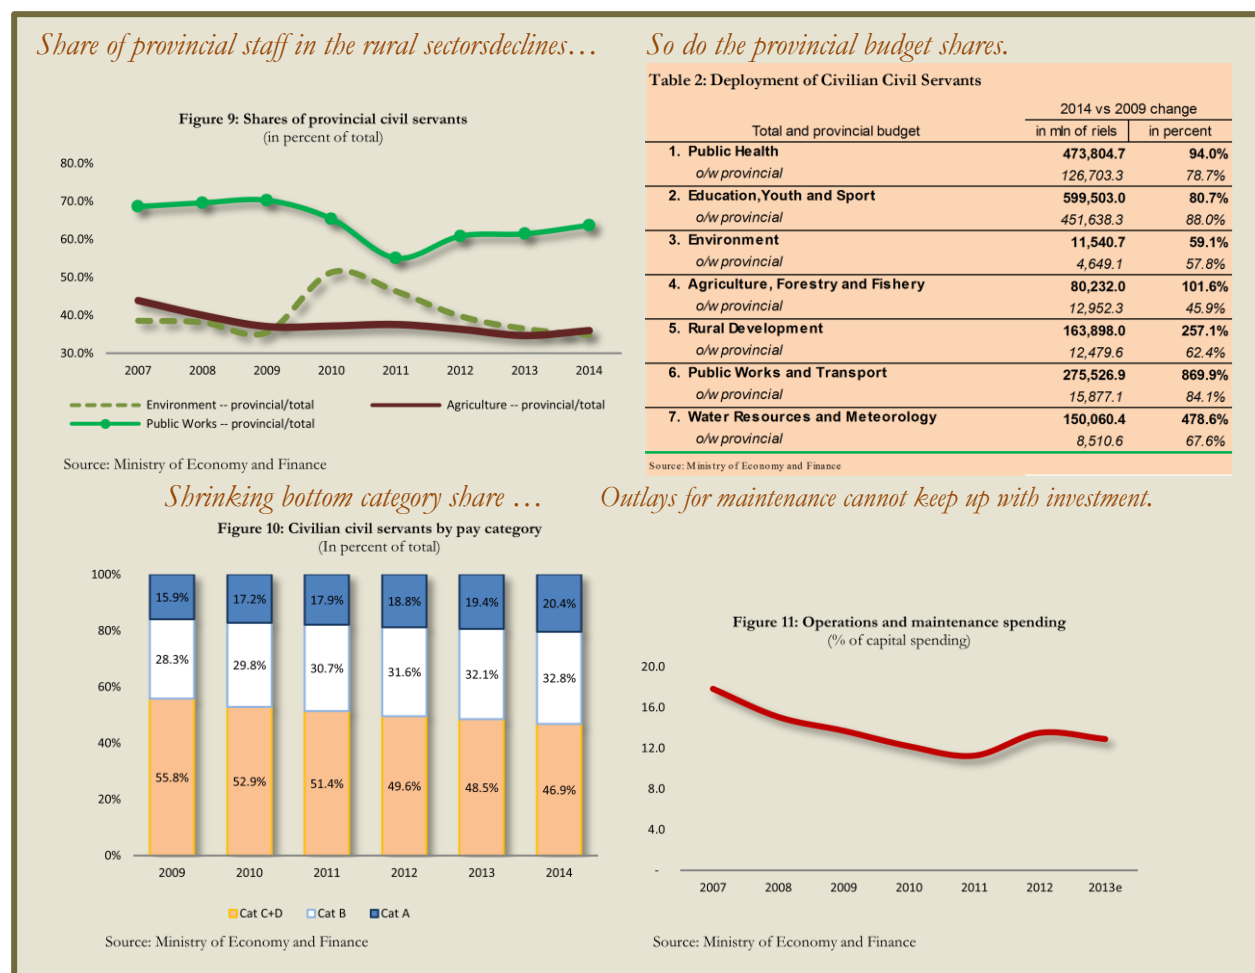 Share of provincial staff in the rural sectorsdeclines…
So do the provincial budget shares.
Figure 9: Shares of provincial civil servants
(in percent of total)
80.0%
70.0%
60.0%
50.0%
40.0%
30.0%
2007 2008 2009 2010 2011 2012 2013 2014
Environment -- provincial/total
Agriculture -- provincial/total
Public Works -- provincial/total
Source: Ministry of Economy and Finance
Table 2: Deployment of Civilian Civil Servants
2014 vs 2009 change
Total and provincial budget in mln of riels in percent
1. Public Health 473,804.7 94.0%
o/w provincial 126,703.3 78.7%
2. Education,Youth and Sport 599,503.0 80.7%
o/w provincial 451,638.3 88.0%
3. Environment 11,540.7 59.1%
o/w provincial 4,649.1 57.8%
4. Agriculture, Forestry and Fishery 80,232.0 101.6%
o/w provincial 12,952.3 45.9%
5. Rural Development 163,898.0 257.1%
o/w provincial 12,479.6 62.4%
6. Public Works and Transport 275,526.9 869.9%
o/w provincial 15,877.1 84.1%
7. Water Resources and Meteorology 150,060.4 478.6%
o/w provincial 8,510.6 67.6%
Source: Ministry of Economy and Finance
Shrinking bottom category share …
Outlays for maintenance cannot keep up with investment.
Figure 10: Civilian civil servants by pay category
(In percent of total)
100%
80%
60%
40%
20%
0%
15.9% 17.2% 17.9% 18.8% 19.4% 20.4%
28.3% 29.8% 30.7% 31.6% 32.1% 32.8%
55.8% 52.9% 51.4% 49.6% 48.5% 46.9%
2009 2010 2011 2012 2013 2014
Cat C+D Cat B Cat A
Source: Ministry of Economy and Finance
Figure 11: Operations and maintenance spending
(% of capital spending)
20.0
16.0
12.0
8.0
4.0
-
2007 2008 2009 2010 2011 2012 2013e
Source: Ministry of Economy and Finance